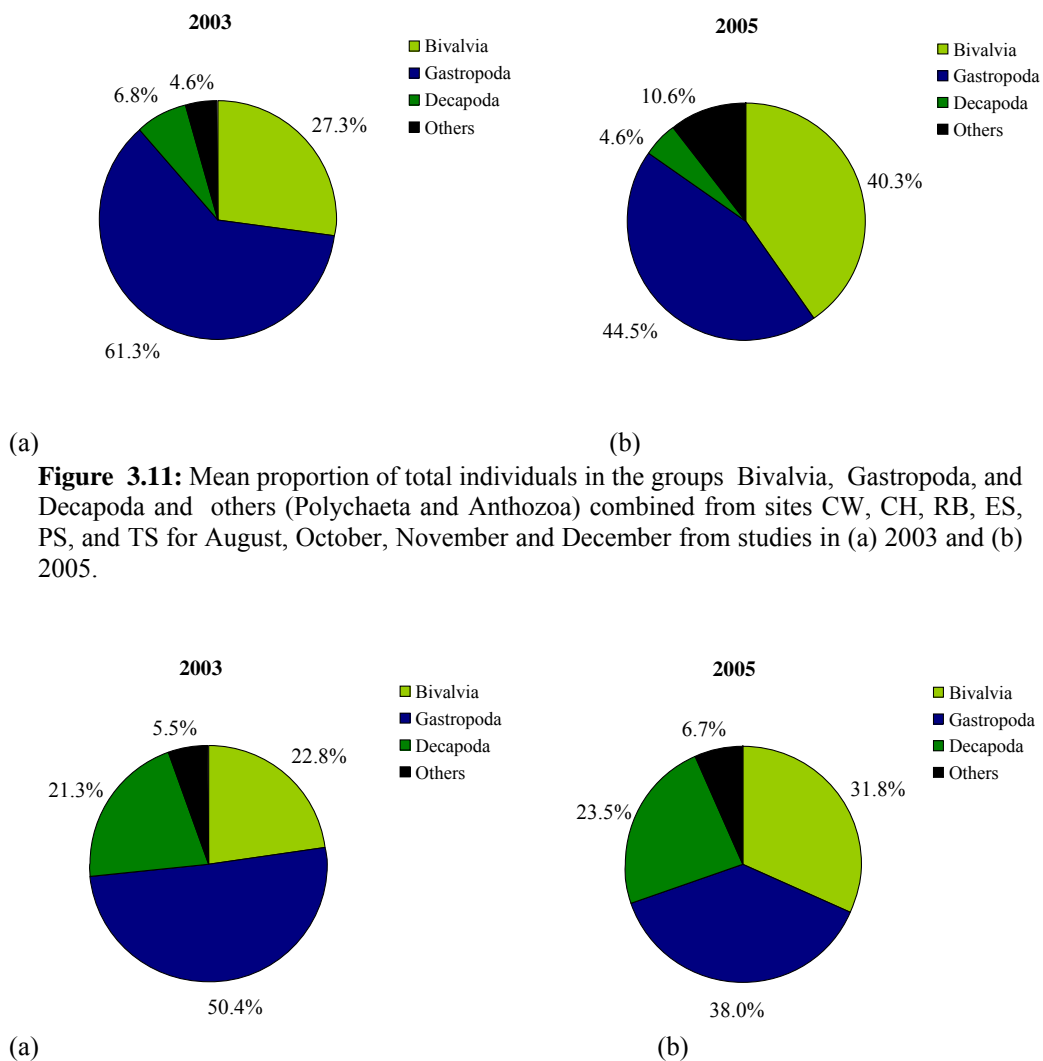 2003
Bivalvia
Gastropoda
Decapoda
Others
4.6%
6.8%
27.3%
61.3%
2005
Bivalvia
Gastropoda
Decapoda
Others
10.6%
4.6%
40.3%
44.5%
(a)
(b)
Figure 3.11: Mean proportion of total individuals in the groups Bivalvia, Gastropoda, and
Decapoda and others (Polychaeta and Anthozoa) combined from sites CW, CH, RB, ES,
PS, and TS for August, October, November and December from studies in (a) 2003 and (b)
2005.
2003
Bivalvia
Gastropoda
Decapoda
Others
5.5%
22.8%
21.3%
50.4%
2005
Bivalvia
Gastropoda
Decapoda
Others
6.7%
31.8%
23.5%
38.0%
(a)
(b)